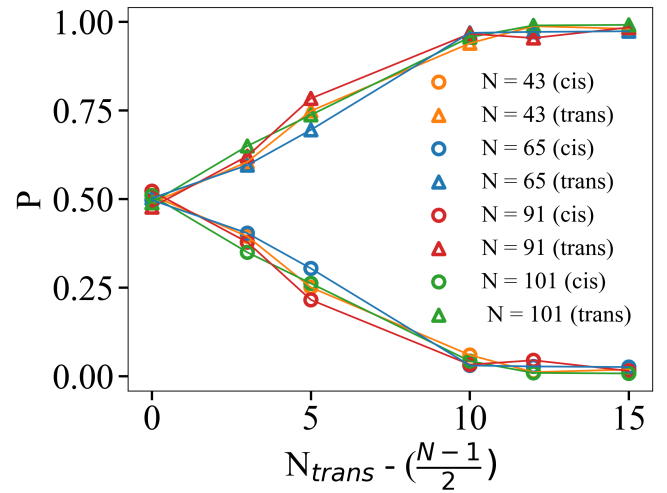 1.00
0.75
0.50
0.25
0.00
P
N = 43 (cis)
N = 43 (trans)
N = 65 (cis)
N = 65 (trans)
N = 91 (cis)
N = 91 (trans)
N = 101 (cis)
N = 101 (trans)
0 5 10 15
N_trans - (\frac{N-1}{2})